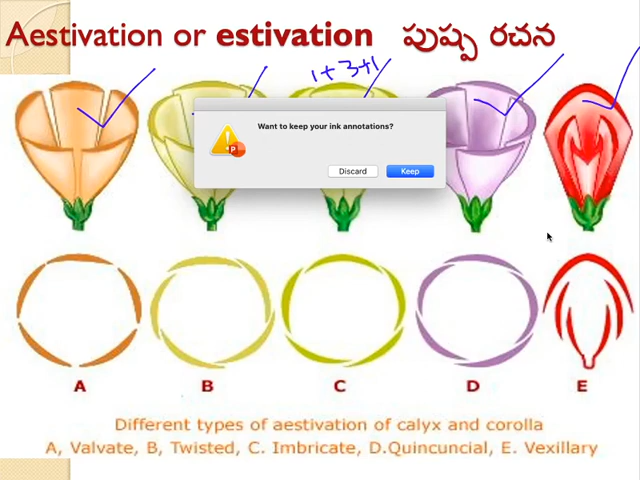 Aestivation or estivation పుష్ప రచన
1+3+1
Want to keep your ink annotations?
Discard Keep
A B C D E
Different types of aestivation of calyx and corolla
A, Valvate, B, Twisted, C. Imbricate, D.Quincuncial, E. Vexillary